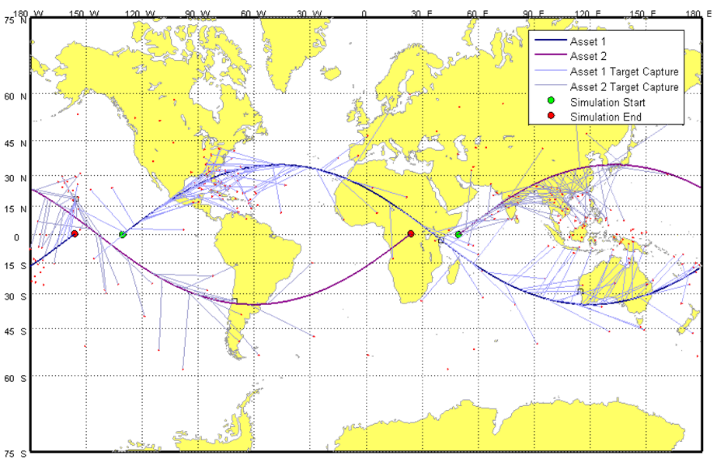 180 W 150 W 120 W 90 W 60 W 30 W 0 30 E 60 E 90 E 120 E 150 E 180 E
75 N
Asset 1
Asset 2
Asset 1 Target Capture
Asset 2 Target Capture
Simulation Start
Simulation End
60 N
45 N
30 N
15 N
0
15 S
30 S
45 S
60 S
75 S